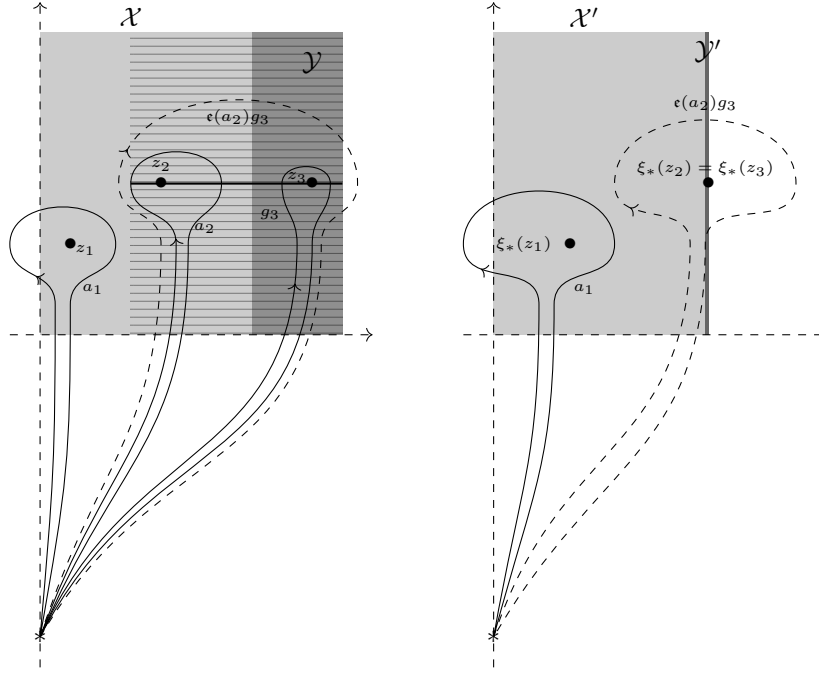 𝒳
𝒴
𝔢(a₂)g₃
z₂
z₃
g₃
a₂
z₁
a₁
*
𝒳′
𝒴′
𝔢(a₂)g₃
ξ∗(z₂) = ξ∗(z₃)
ξ∗(z₁)
a₁
*